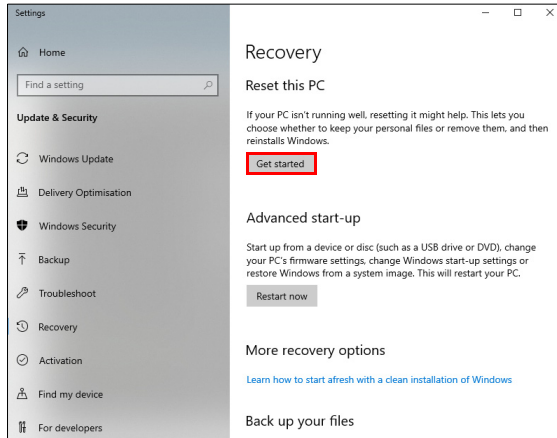 Settings
Home
Find a setting
Update & Security
Windows Update
Delivery Optimisation
Windows Security
Backup
Troubleshoot
Recovery
Activation
Find my device
For developers
Recovery
Reset this PC
If your PC isn't running well, resetting it might help. This lets you
choose whether to keep your personal files or remove them, and then
reinstalls Windows.
Get started
Advanced start-up
Start up from a device or disc (such as a USB drive or DVD), change
your PC's firmware settings, change Windows start-up settings or
restore Windows from a system image. This will restart your PC.
Restart now
More recovery options
Learn how to start afresh with a clean installation of Windows
Back up your files